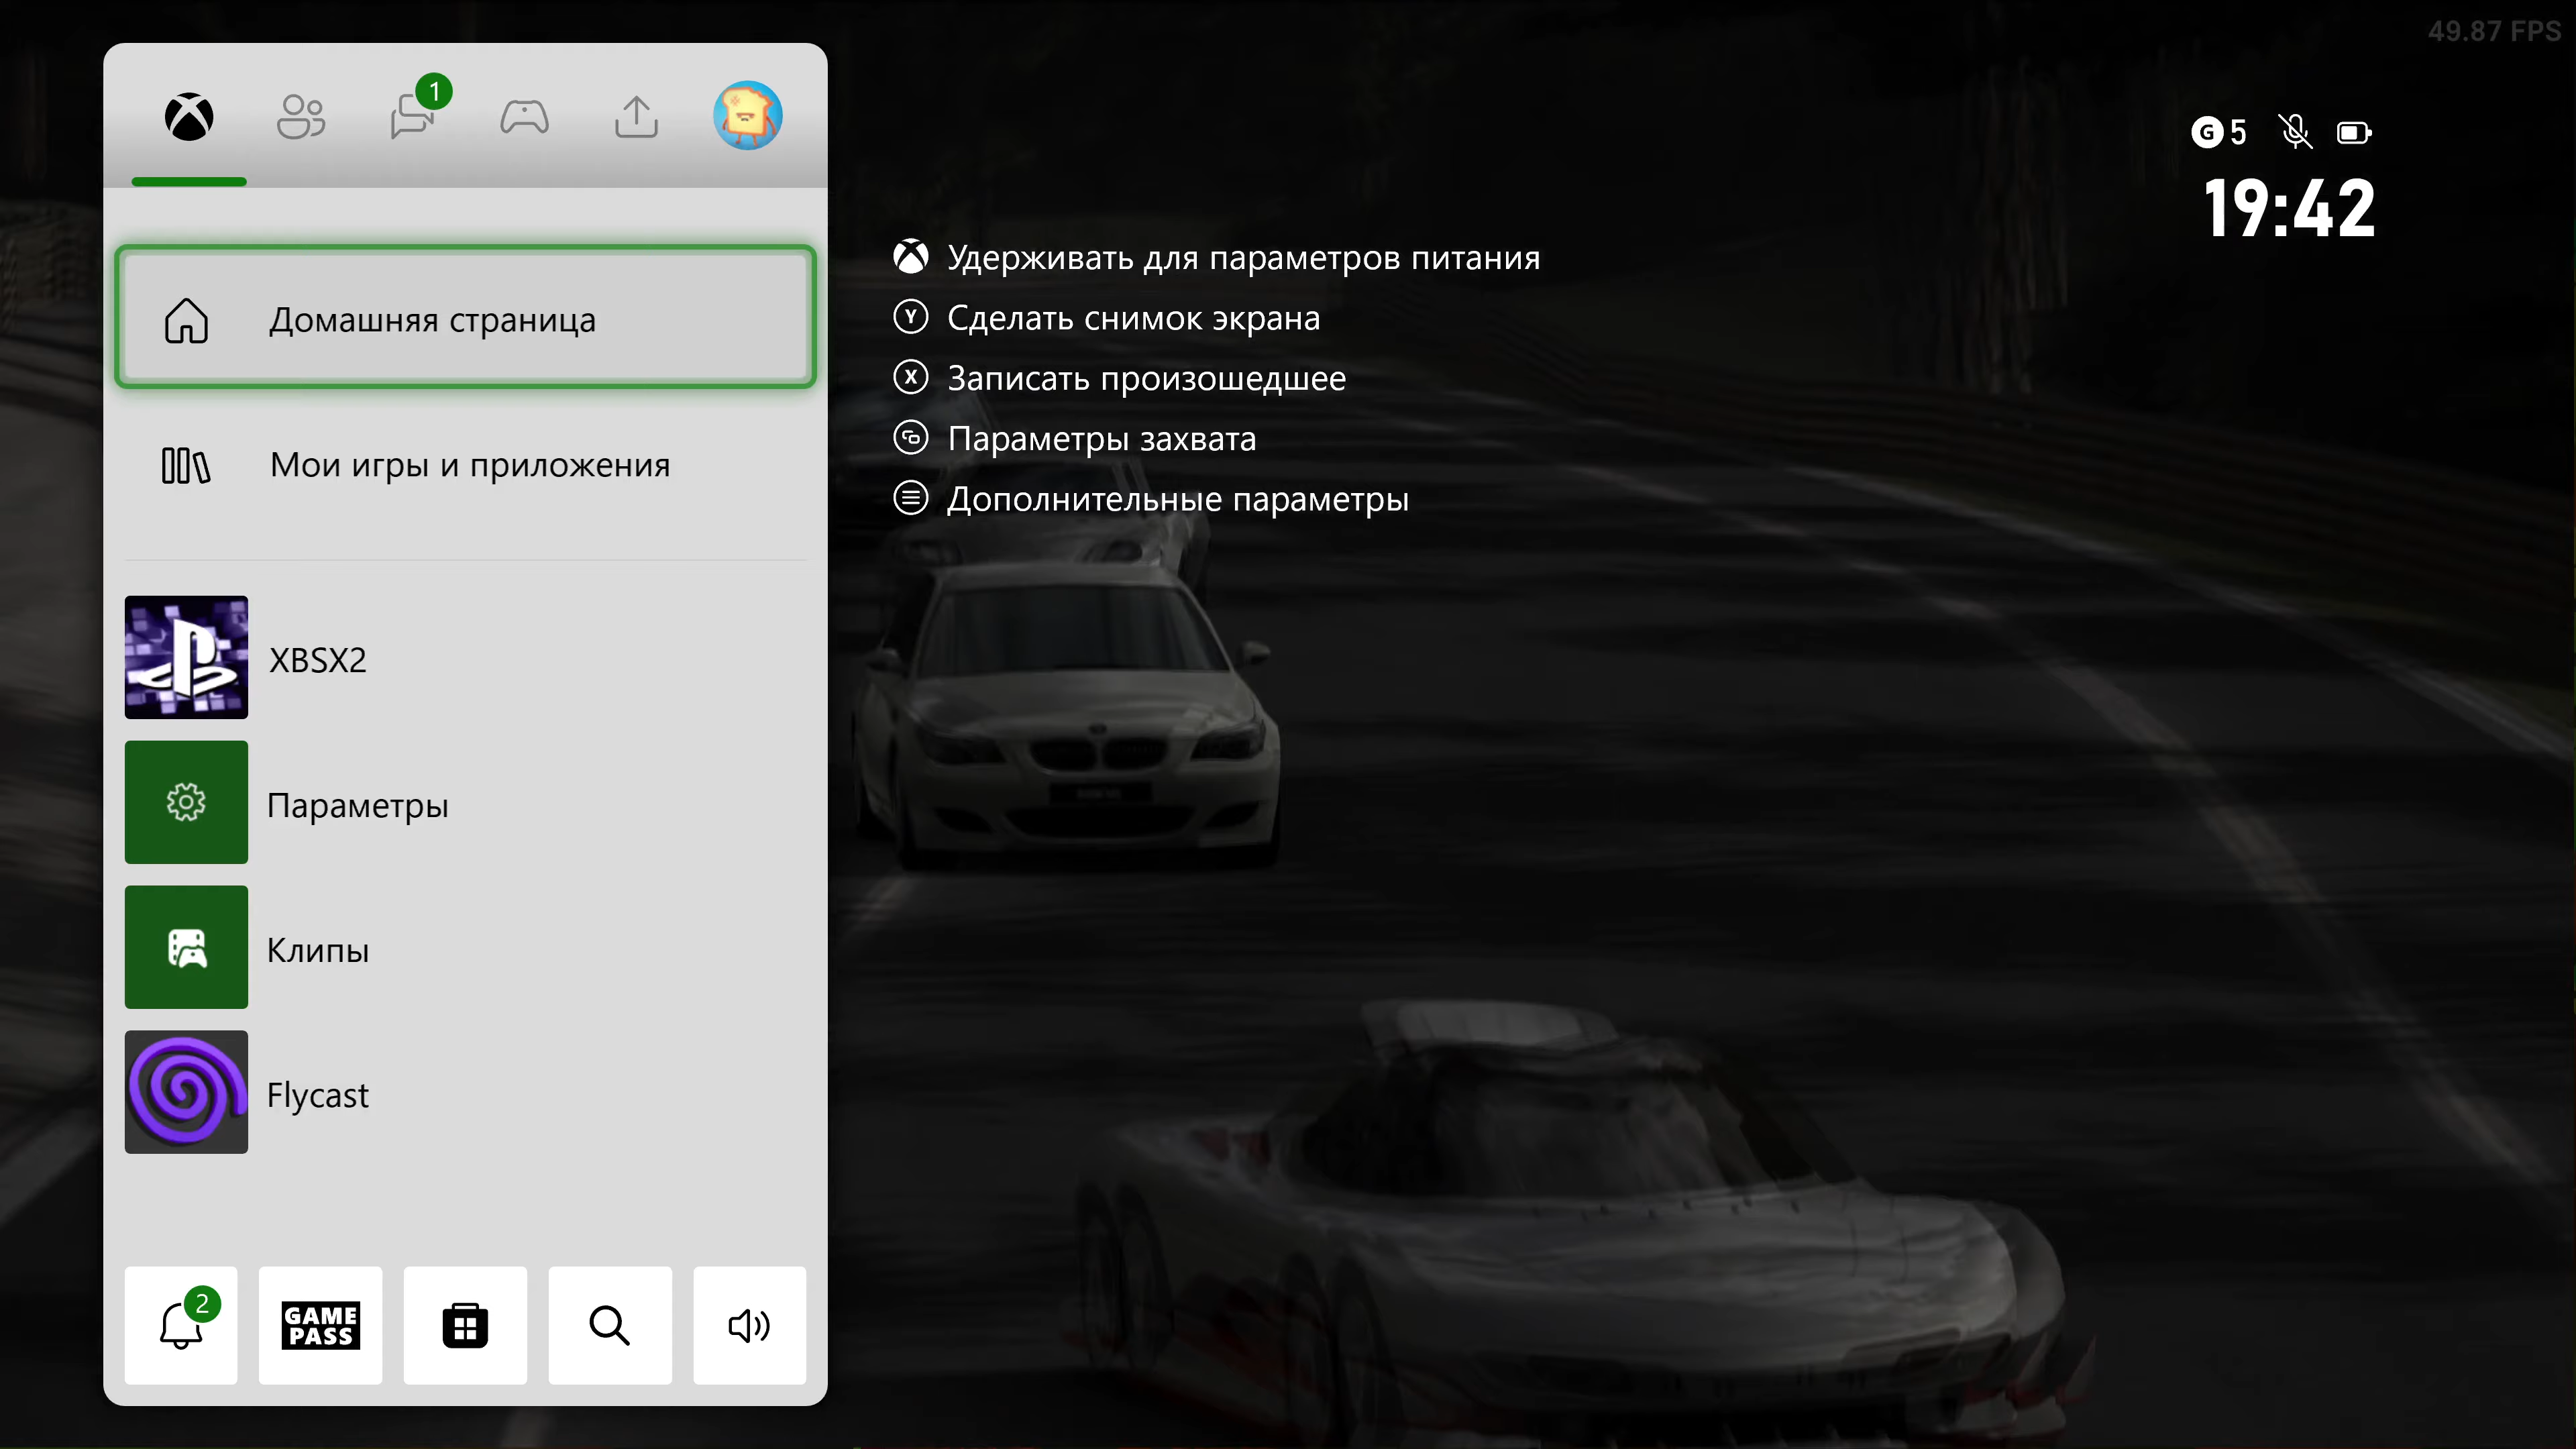 49.87 FPS
1
G 5
19:42
Удерживать для параметров питания
Y Сделать снимок экрана
X Записать произошедшее
Параметры захвата
Дополнительные параметры
Домашняя страница
Мои игры и приложения
XBSX2
Параметры
Клипы
Flycast
2
GAME
PASS